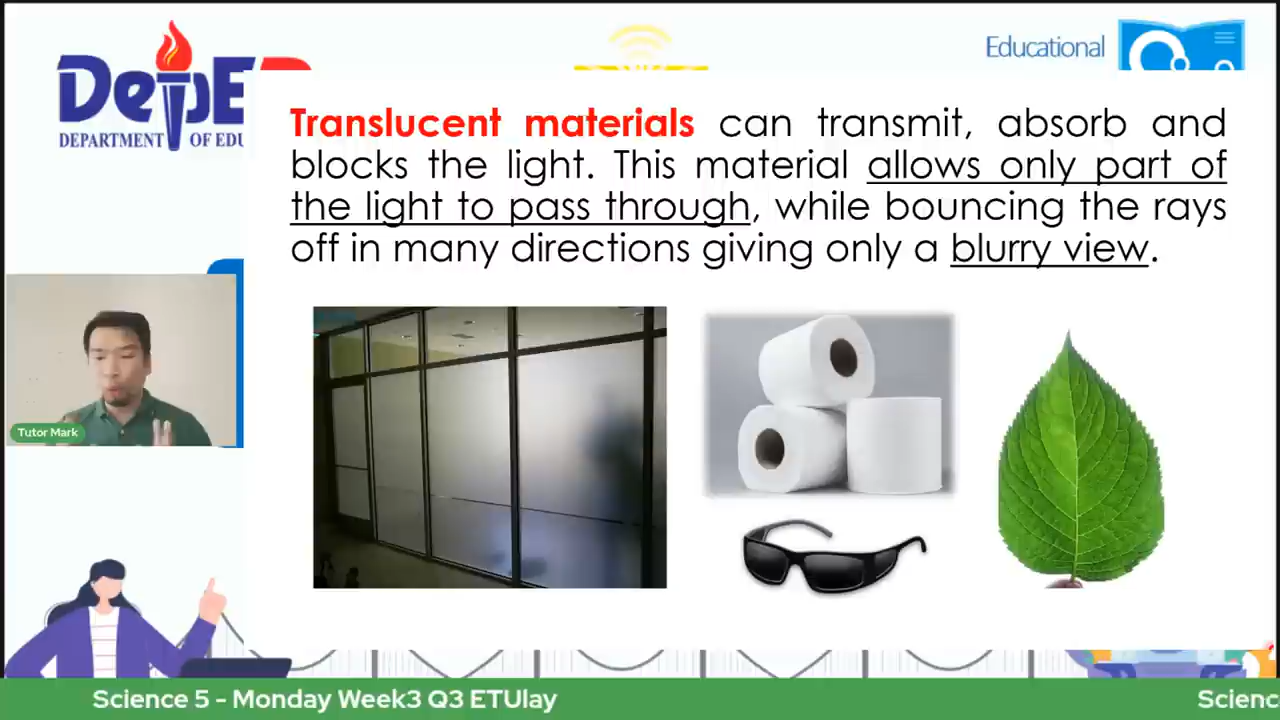 Educational
DepE
DEPARTMENT OF EDU
Translucent materials can transmit, absorb and
blocks the light. This material allows only part of
the light to pass through, while bouncing the rays
off in many directions giving only a blurry view.
Tutor Mark
Science 5 - Monday Week3 Q3 ETUlay
Scienc